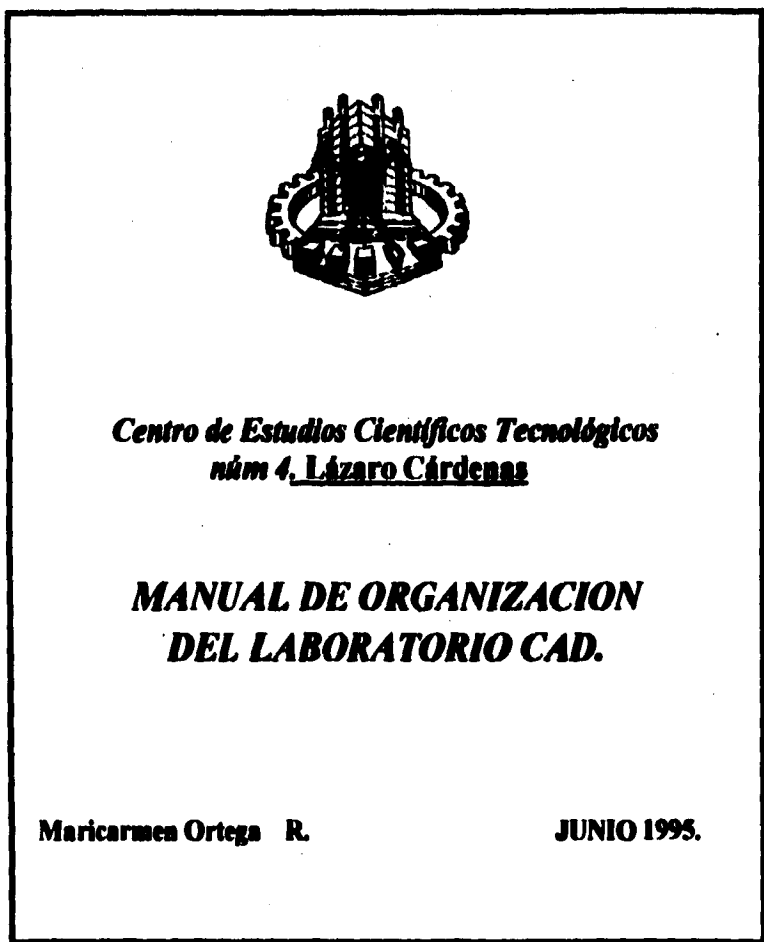 Centro de Estudios Científicos Tecnológicos
núm 4. Lázaro Cárdenas
MANUAL DE ORGANIZACION
DEL LABORATORIO CAD.
Maricarmen Ortega R. JUNIO 1995.